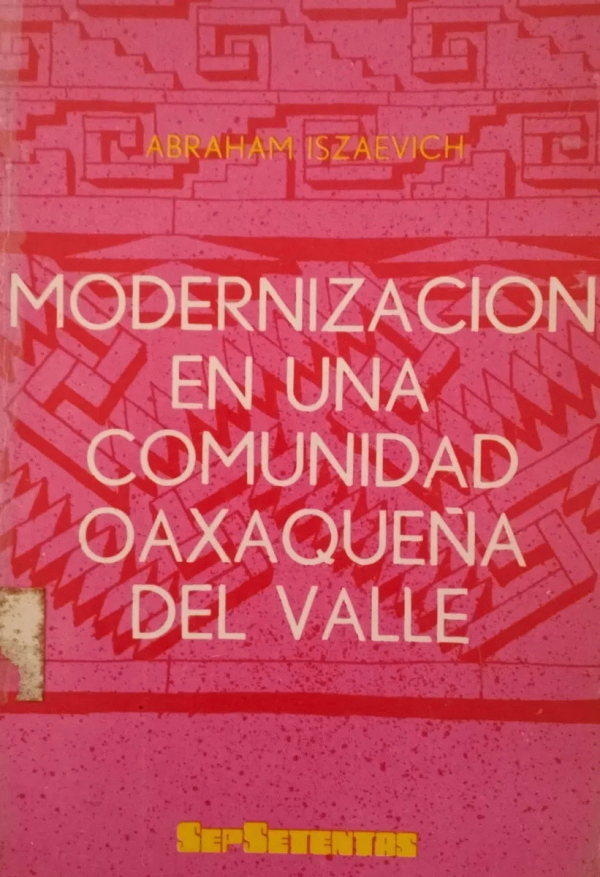 ABRAHAM ISZAEVICH
MODERNIZACION
EN UNA
COMUNIDAD
OAXAQUEÑA
DEL VALLE
SEPSETENTAS